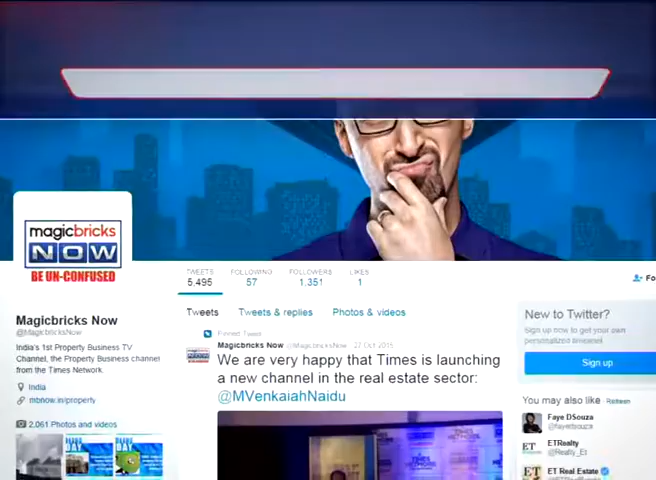 magicbricks
NOW
BE UN-CONFUSED
TWEETS FOLLOWING FOLLOWERS LIKES
5,495 57 1,351 1
Fo
Magicbricks Now
@MagicbricksNow
India's 1st Property Business TV
Channel, the Property Business channel
from the Times Network.
India
mbnow.in/property
2,061 Photos and videos
Tweets Tweets & replies Photos & videos
Pinned Tweet
Magicbricks Now @MagicbricksNow 27 Oct 2015
We are very happy that Times is launching
a new channel in the real estate sector:
@MVenkaiahNaidu
New to Twitter?
Sign up now to get your own
personalized timeline!
Sign up
You may also like Refresh
Faye DSouza
@fayedsouza
ET
ETRealty
@Realty_Et
ET
ET Real Estate